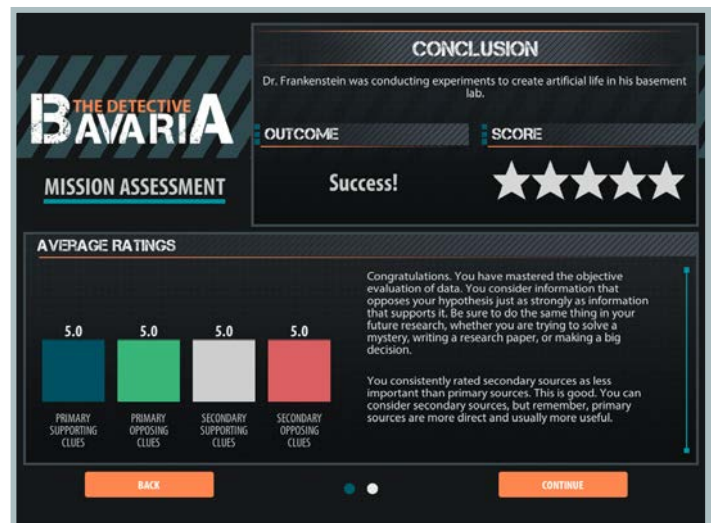 THE DETECTIVE
BAVARIA
MISSION ASSESSMENT
CONCLUSION
Dr. Frankenstein was conducting experiments to create artificial life in his basement
lab.
OUTCOME
SCORE
Success!
AVERAGE RATINGS
5.0
5.0
5.0
5.0
PRIMARY
SUPPORTING
CLUES
PRIMARY
OPPOSING
CLUES
SECONDARY
SUPPORTING
CLUES
SECONDARY
OPPOSING
CLUES
Congratulations. You have mastered the objective
evaluation of data. You consider information that
opposes your hypothesis just as strongly as information
that supports it. Be sure to do the same thing in your
future research, whether you are trying to solve a
mystery, writing a research paper, or making a big
decision.
You consistently rated secondary sources as less
important than primary sources. This is good. You can
consider secondary sources, but remember, primary
sources are more direct and usually more useful.
BACK
CONTINUE